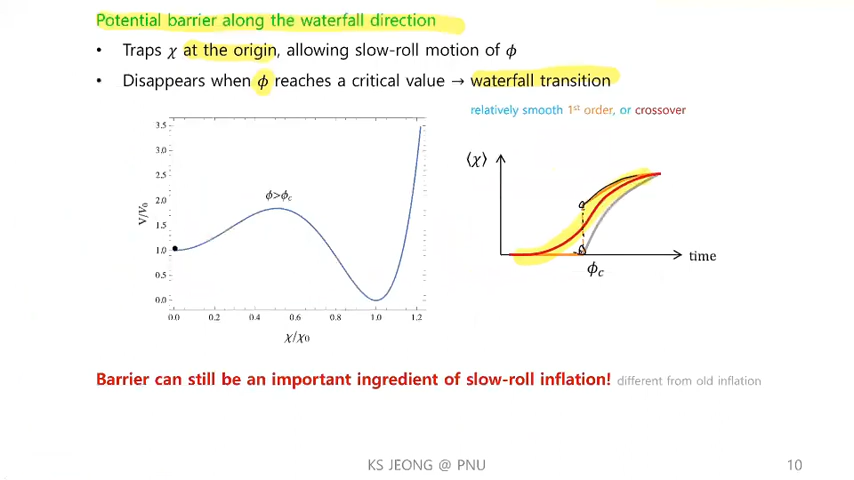 Potential barrier along the waterfall direction
• Traps χ at the origin, allowing slow-roll motion of ϕ
• Disappears when ϕ reaches a critical value → waterfall transition
relatively smooth 1st order, or crossover
3.5
3.0
2.5
2.0
1.5
1.0
0.5
0.0
V/V0
ϕ>ϕc
0.0 0.2 0.4 0.6 0.8 1.0 1.2
χ/χ0
⟨χ⟩
time
ϕc
Barrier can still be an important ingredient of slow-roll inflation! different from old inflation
KS JEONG @ PNU
10